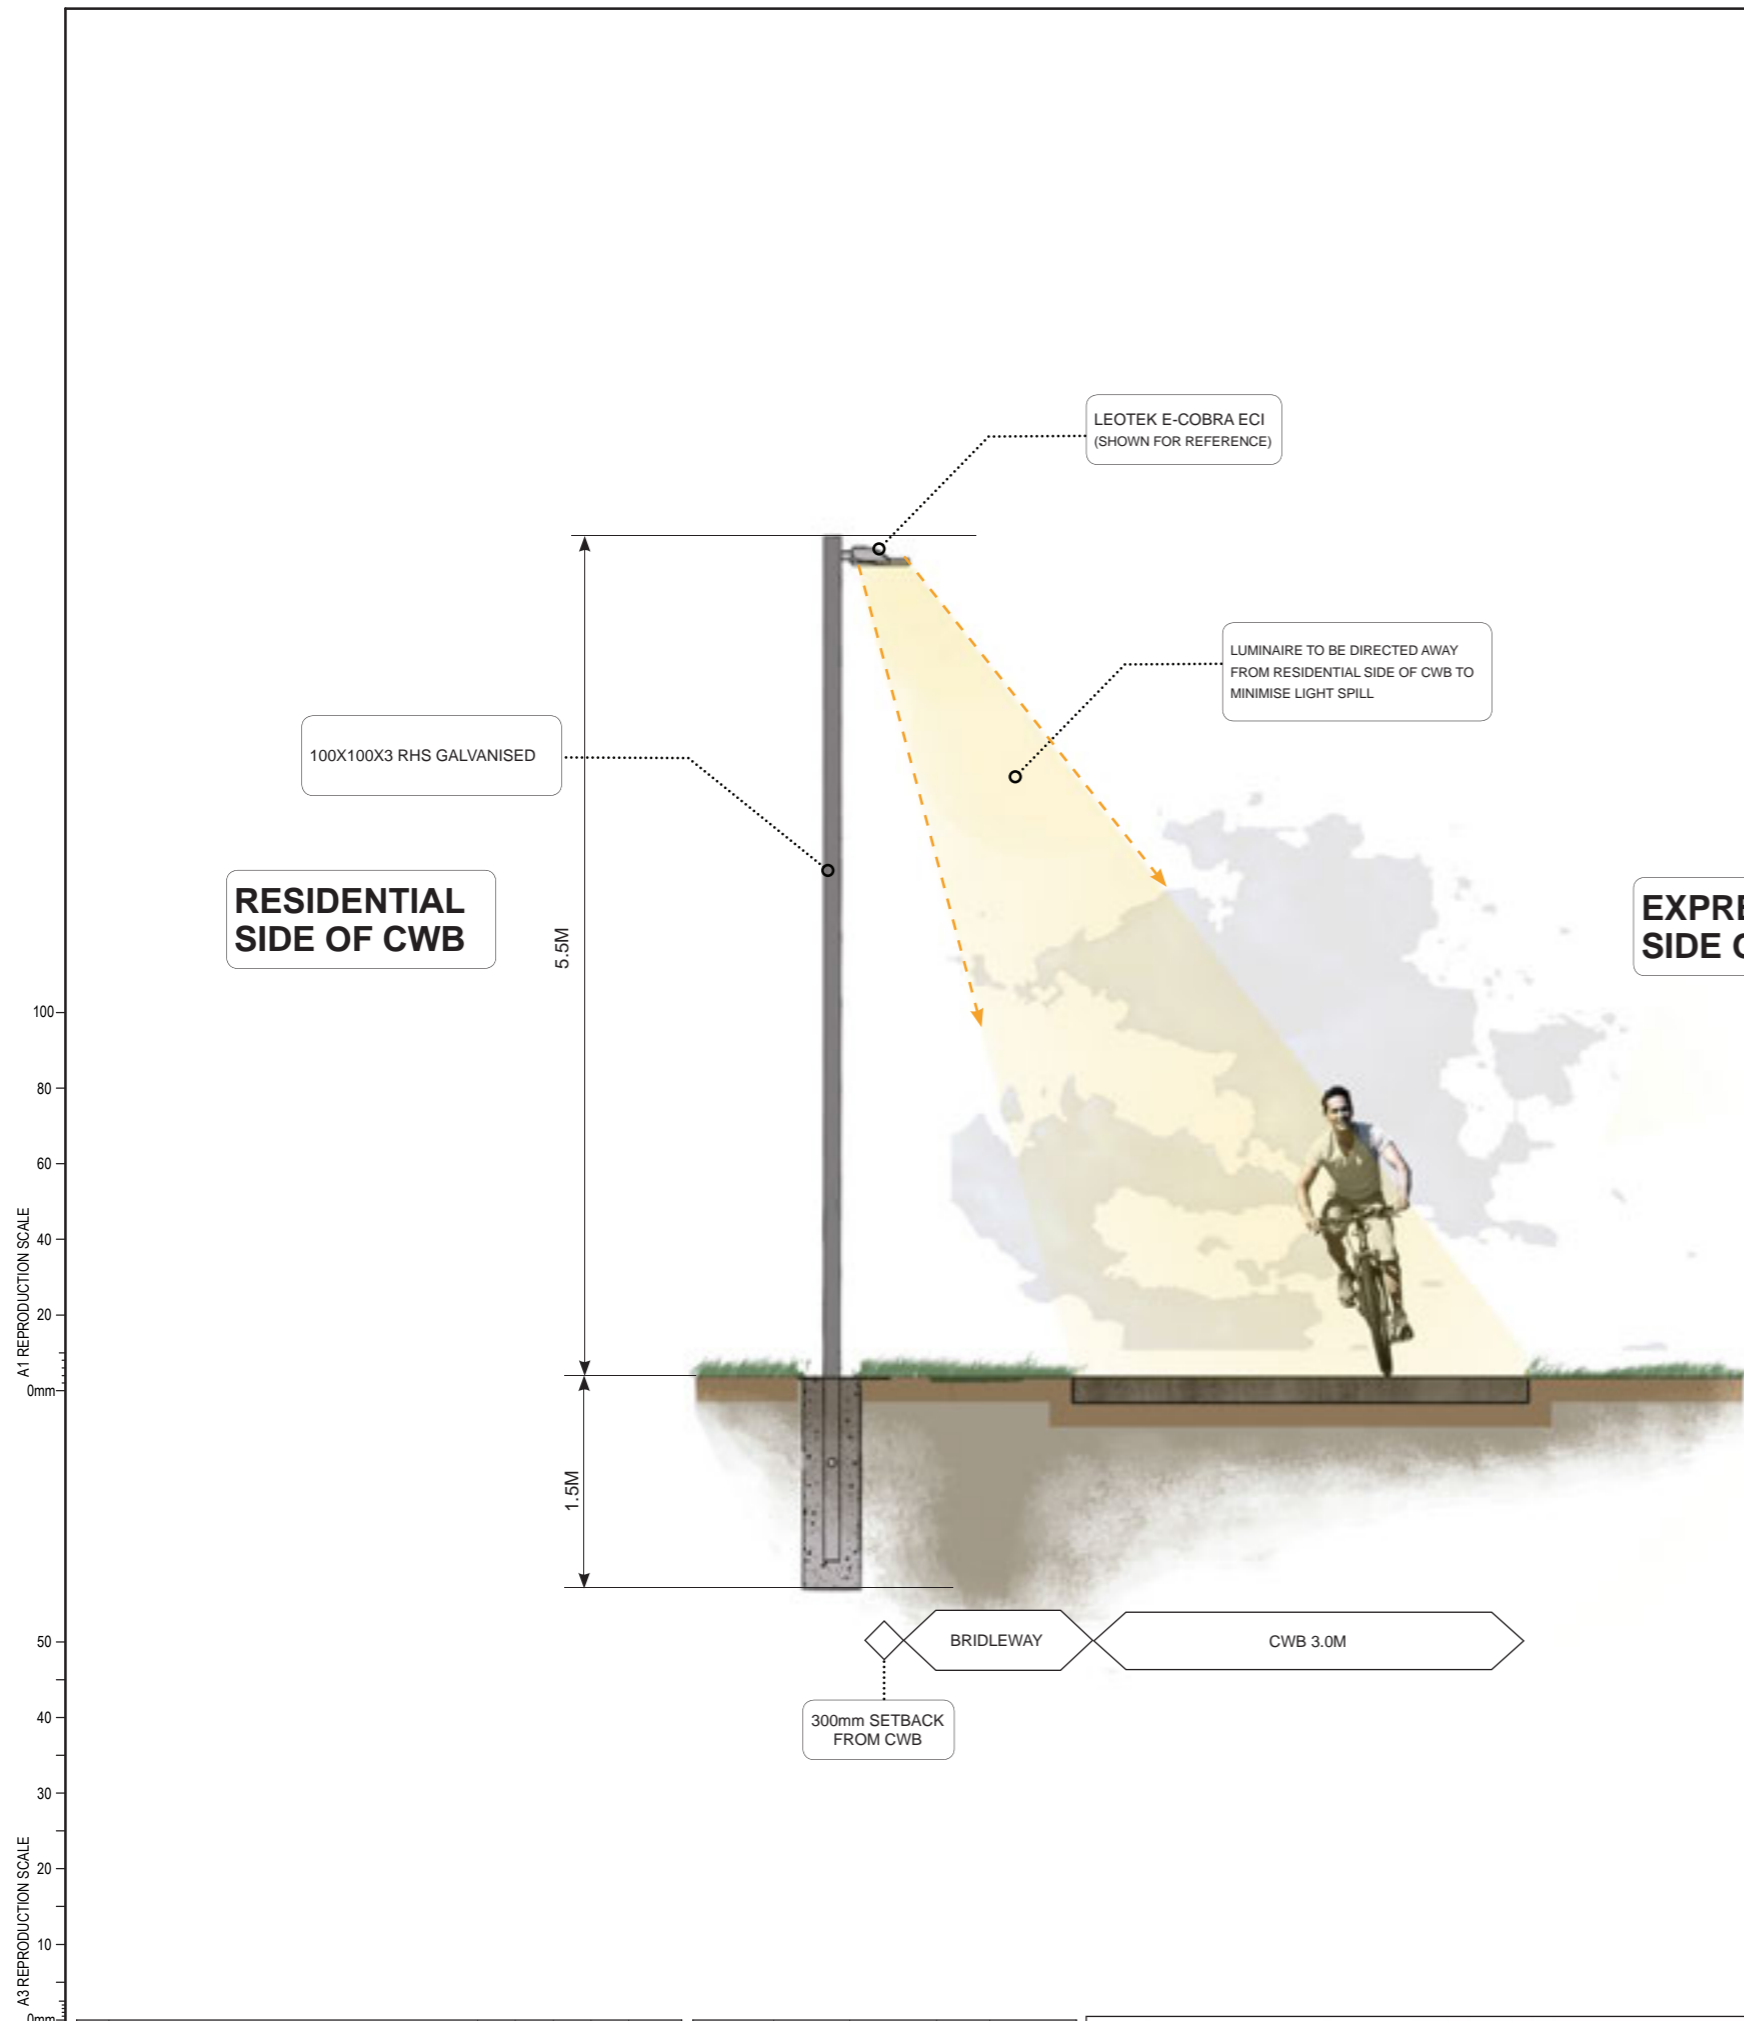 LEOTEK E-COBRA ECI
(SHOWN FOR REFERENCE)
LUMINAIRE TO BE DIRECTED AWAY
FROM RESIDENTIAL SIDE OF CWB TO
MINIMISE LIGHT SPILL
100X100X3 RHS GALVANISED
RESIDENTIAL
SIDE OF CWB
EXPRE
SIDE O
5.5M
1.5M
BRIDLEWAY
CWB 3.0M
300mm SETBACK
FROM CWB
A1 REPRODUCTION SCALE
100
80
60
40
20
0mm
A3 REPRODUCTION SCALE
50
40
30
20
10
0mm